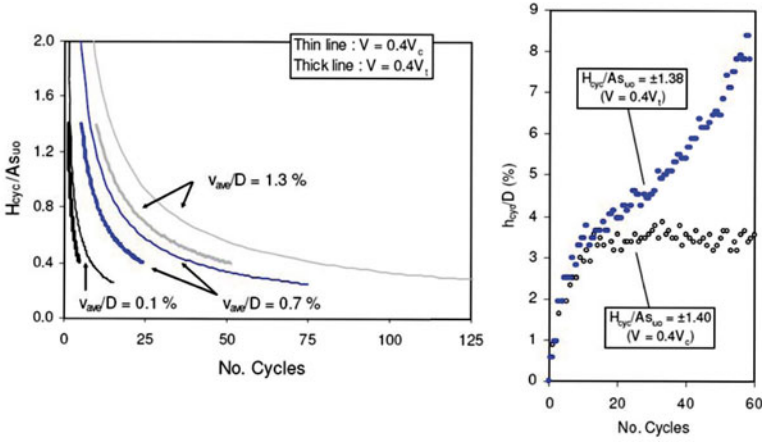 2.0
1.6
1.2
0.8
0.4
0.0
H_cyc/As_uo
Thin line : V = 0.4V_c
Thick line : V = 0.4V_t
v_ave/D = 1.3 %
v_ave/D = 0.1 %
v_ave/D = 0.7 %
0 25 50 75 100 125
No. Cycles
9
8
7
6
5
4
3
2
1
0
h_cyc/D (%)
H_cyc/As_uo = ±1.38
(V = 0.4V_t)
H_cyc/As_uo = ±1.40
(V = 0.4V_c)
0 20 40 60
No. Cycles